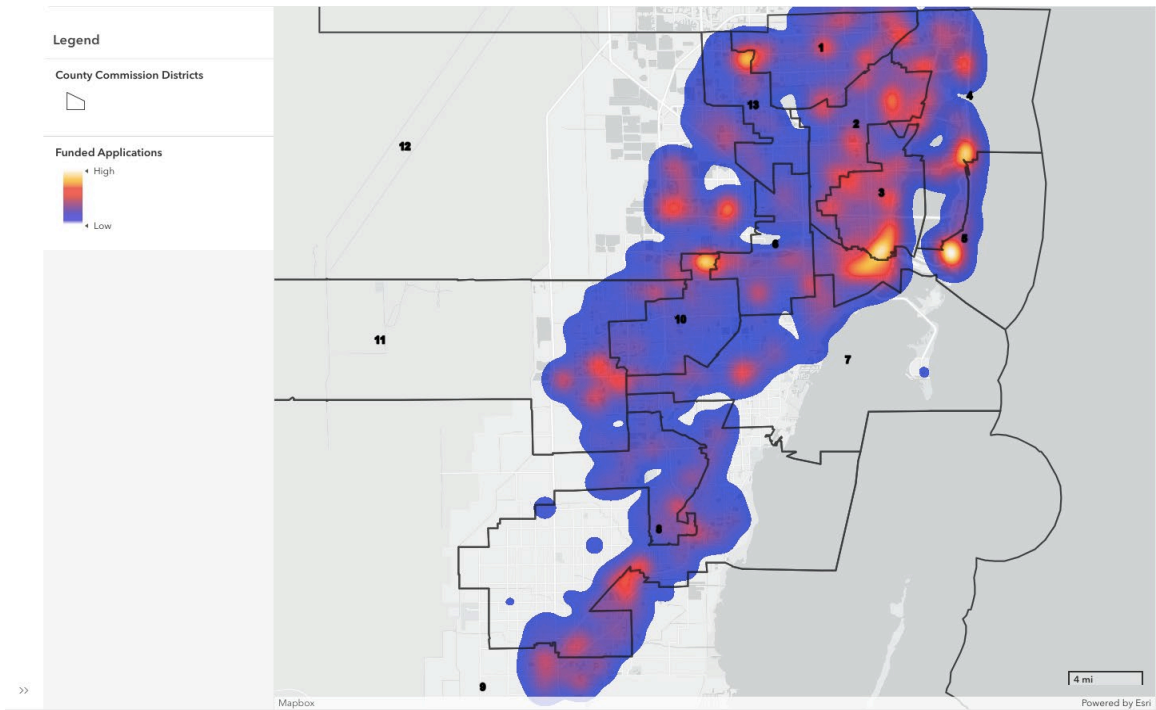 Legend
County Commission Districts
Funded Applications
High
Low
1
4
13
2
12
3
5
6
10
11
7
8
9
4 mi
>>
Mapbox
Powered by Esri